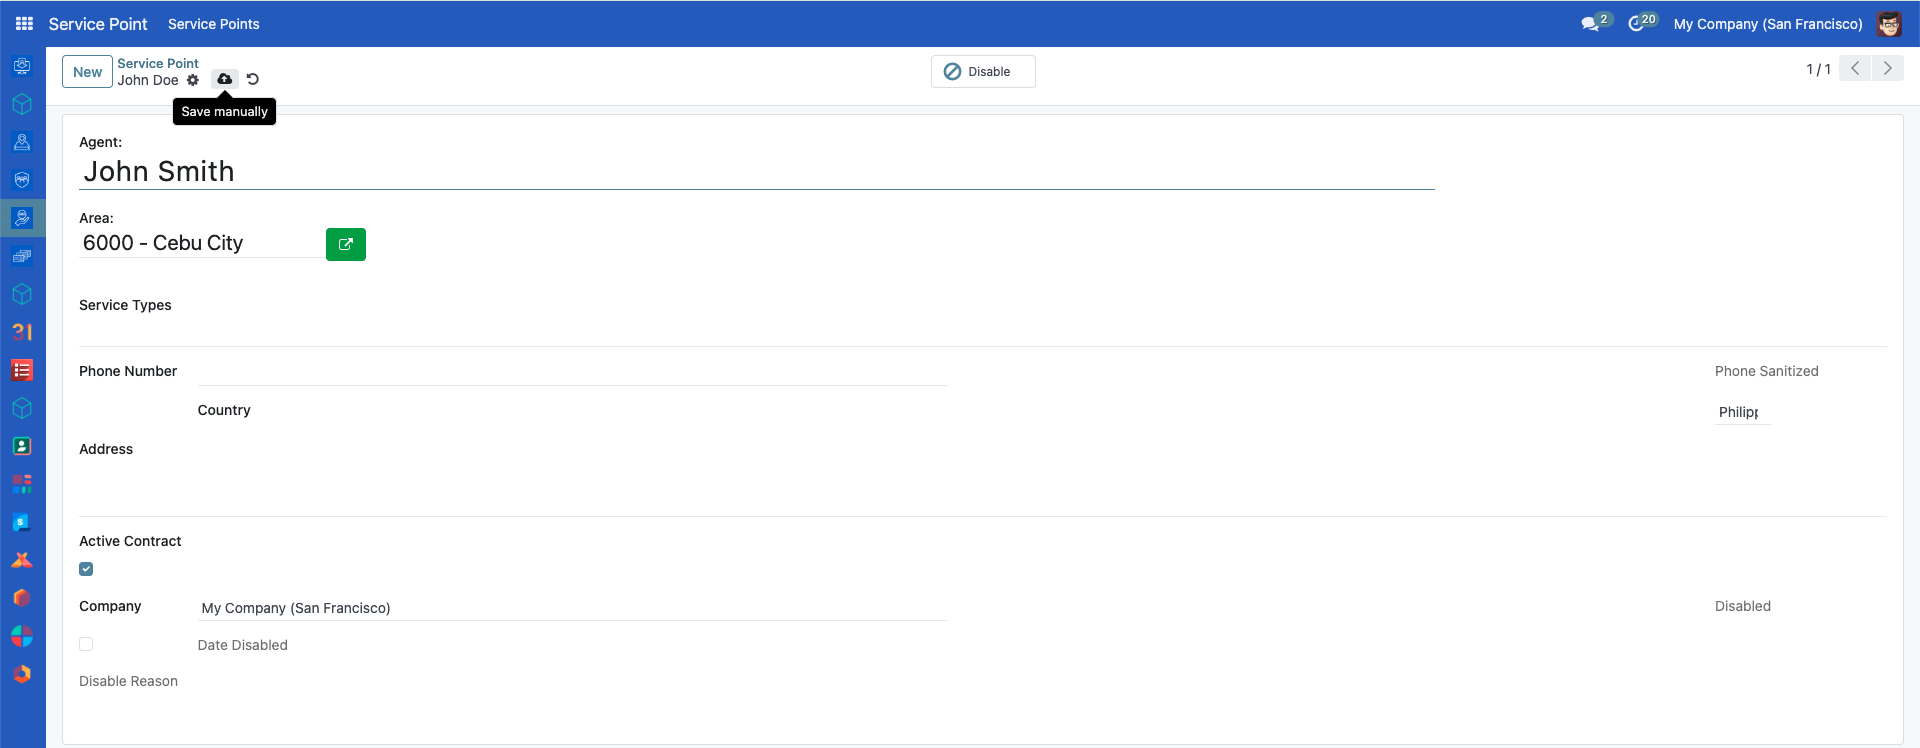 Service Point Service Points 2 20 My Company (San Francisco)
New Service Point
John Doe
Disable
1 / 1
Save manually
Agent:
John Smith
Area:
6000 - Cebu City
Service Types
Phone Number Phone Sanitized
Country Philipp
Address
Active Contract
Company My Company (San Francisco) Disabled
Date Disabled
Disable Reason
31
$